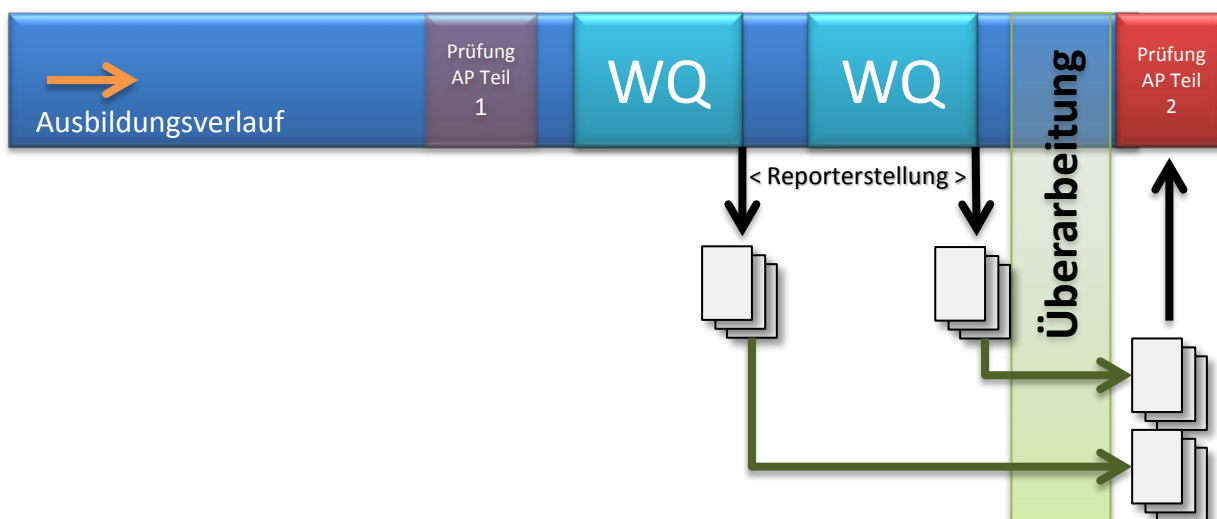 Ausbildungsverlauf
Prüfung
AP Teil
1
WQ
WQ
Überarbeitung
Prüfung
AP Teil
2
< Reporterstellung >